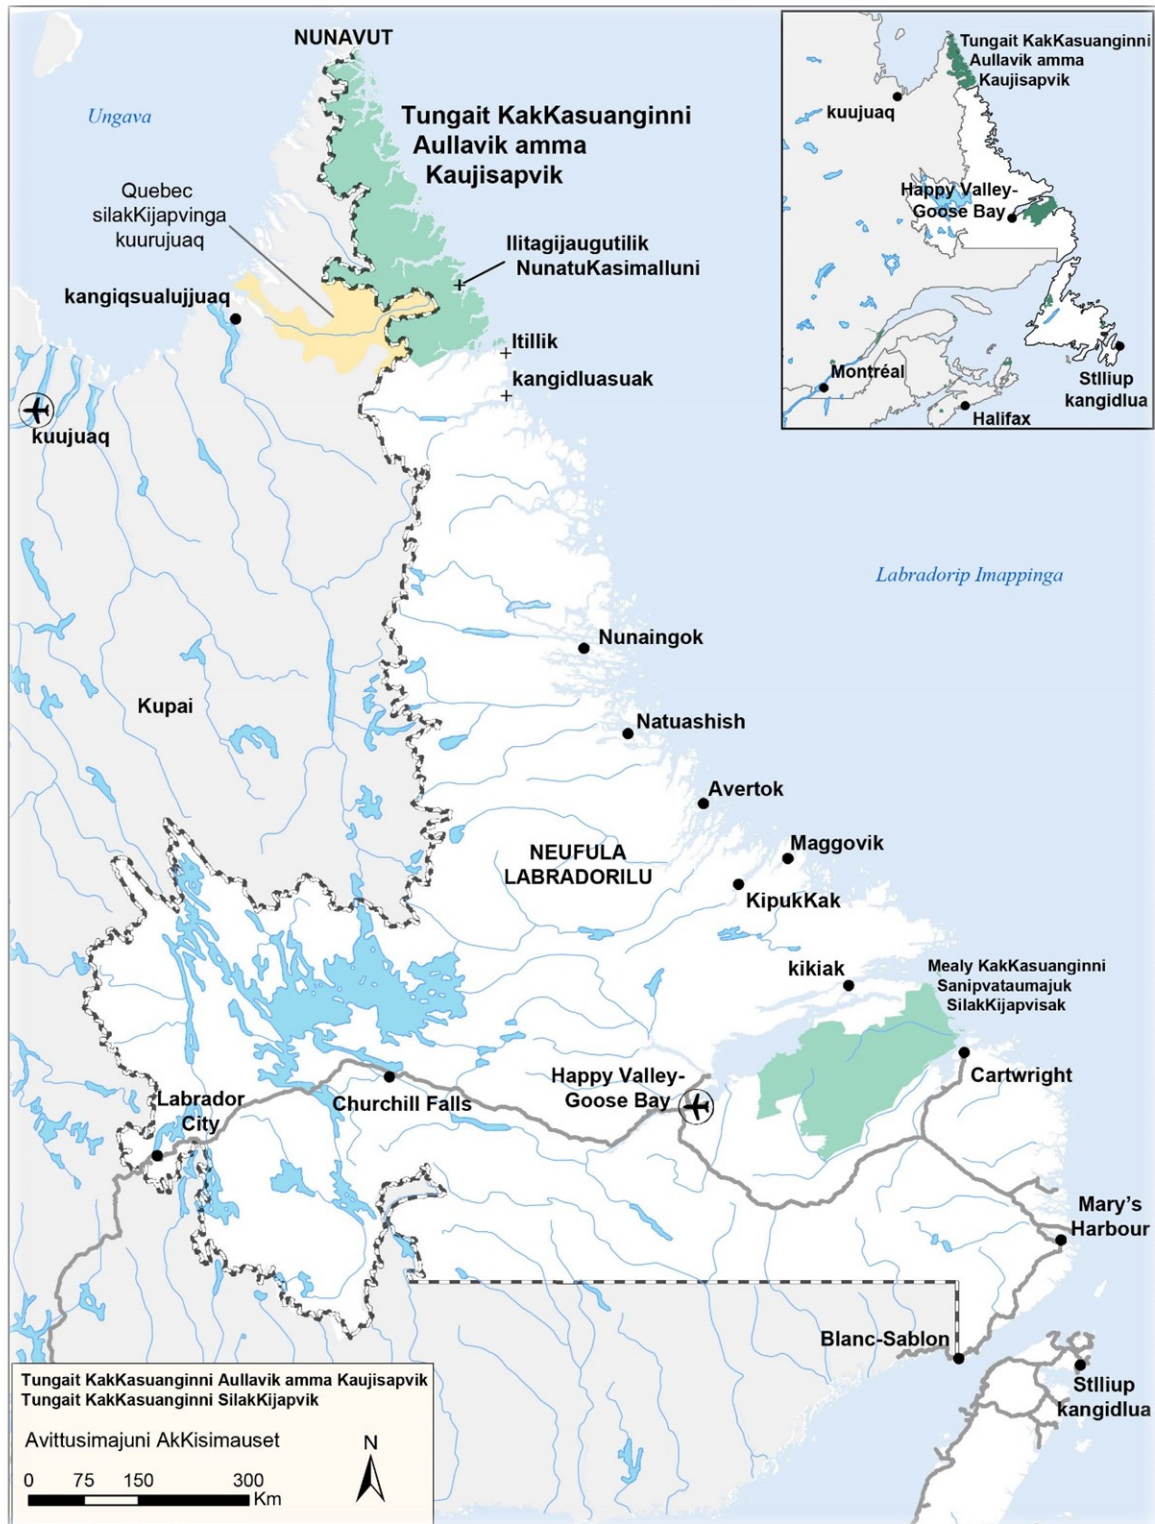 NUNAVUT
Ungava
Tungait KakKasuanginni
Aullavik amma
Kaujisapvik
Quebec
silakKijapvinga
kuurujuaq
Ilitagijaugutilik
NunatuKasimalluni
kangiqsualujjuaq
Itillik
kangidluasuak
kuujuaq
Labradorip Imappinga
Nunaingok
Kupai
Natuashish
Avertok
NEUFULA
LABRADORILU
Maggovik
KipukKak
kikiak
Mealy KakKasuanginni
Sanipvataumajuk
SilakKijapvisak
Cartwright
Happy Valley-
Goose Bay
Churchill Falls
Labrador
City
Mary's
Harbour
Blanc-Sablon
Stlliup
kangidlua
Tungait KakKasuanginni
Aullavik amma
Kaujisapvik
kuujuaq
Happy Valley-
Goose Bay
Montréal
Stlliup
kangidlua
Halifax
Tungait KakKasuanginni Aullavik amma Kaujisapvik
Tungait KakKasuanginni SilakKijapvik
Avittusimajuni AkKisimauset
N
0 75 150 300
Km